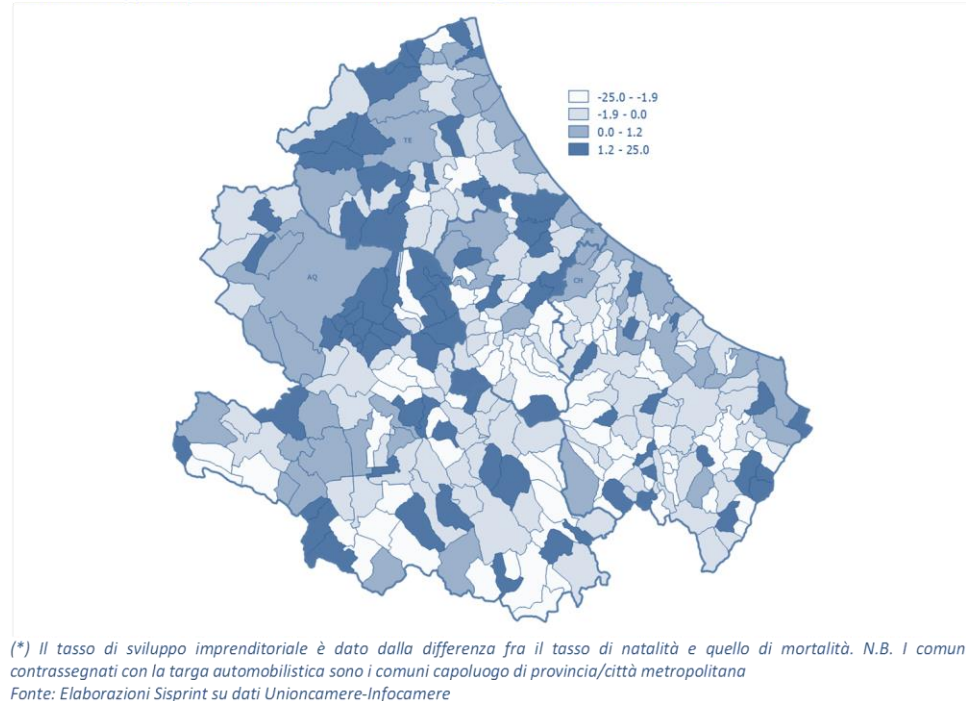 -25.0 - -1.9
-1.9 - 0.0
0.0 - 1.2
1.2 - 25.0
TE
PE
AQ
CH
(*) Il tasso di sviluppo imprenditoriale è dato dalla differenza fra il tasso di natalità e quello di mortalità. N.B. I comun
contrassegnati con la targa automobilistica sono i comuni capoluogo di provincia/città metropolitana
Fonte: Elaborazioni Sisprint su dati Unioncamere-Infocamere